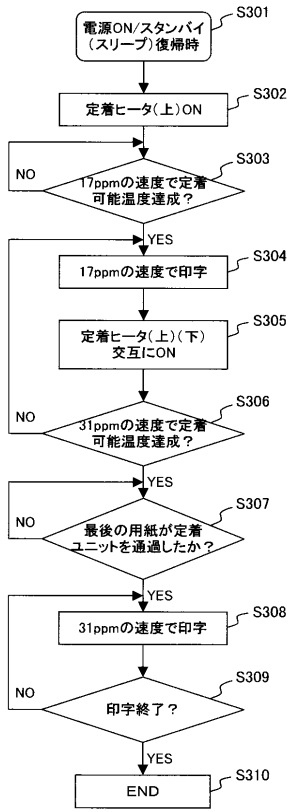 S301
電源ON/スタンバイ
(スリープ)復帰時
S302
定着ヒータ(上)ON
S303
17ppmの速度で定着
可能温度達成?
NO
YES
S304
17ppmの速度で印字
S305
定着ヒータ(上)(下)
交互にON
S306
31ppmの速度で定着
可能温度達成?
NO
YES
S307
最後の用紙が定着
ユニットを通過したか?
NO
YES
S308
31ppmの速度で印字
S309
印字終了?
NO
YES
S310
END